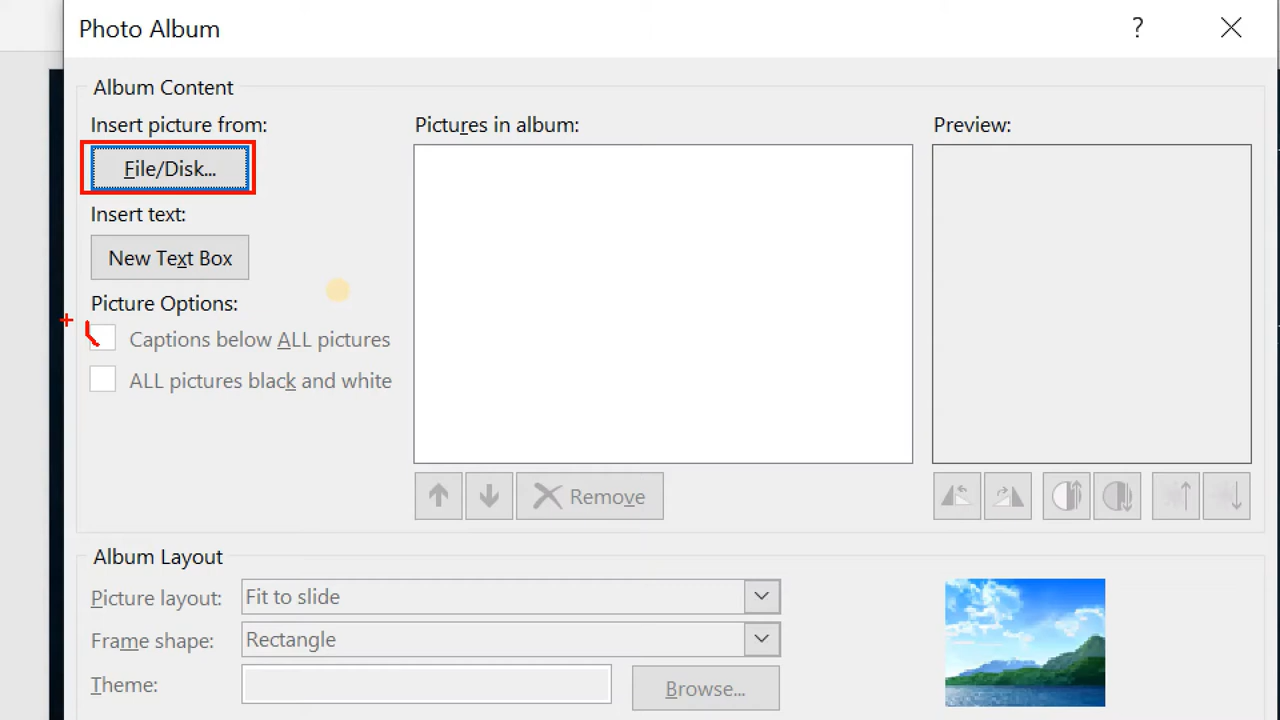 Photo Album
?
Album Content
Insert picture from:
File/Disk...
Insert text:
New Text Box
Picture Options:
Captions below ALL pictures
ALL pictures black and white
Pictures in album:
Remove
Preview:
Album Layout
Picture layout:
Fit to slide
Frame shape:
Rectangle
Theme:
Browse...